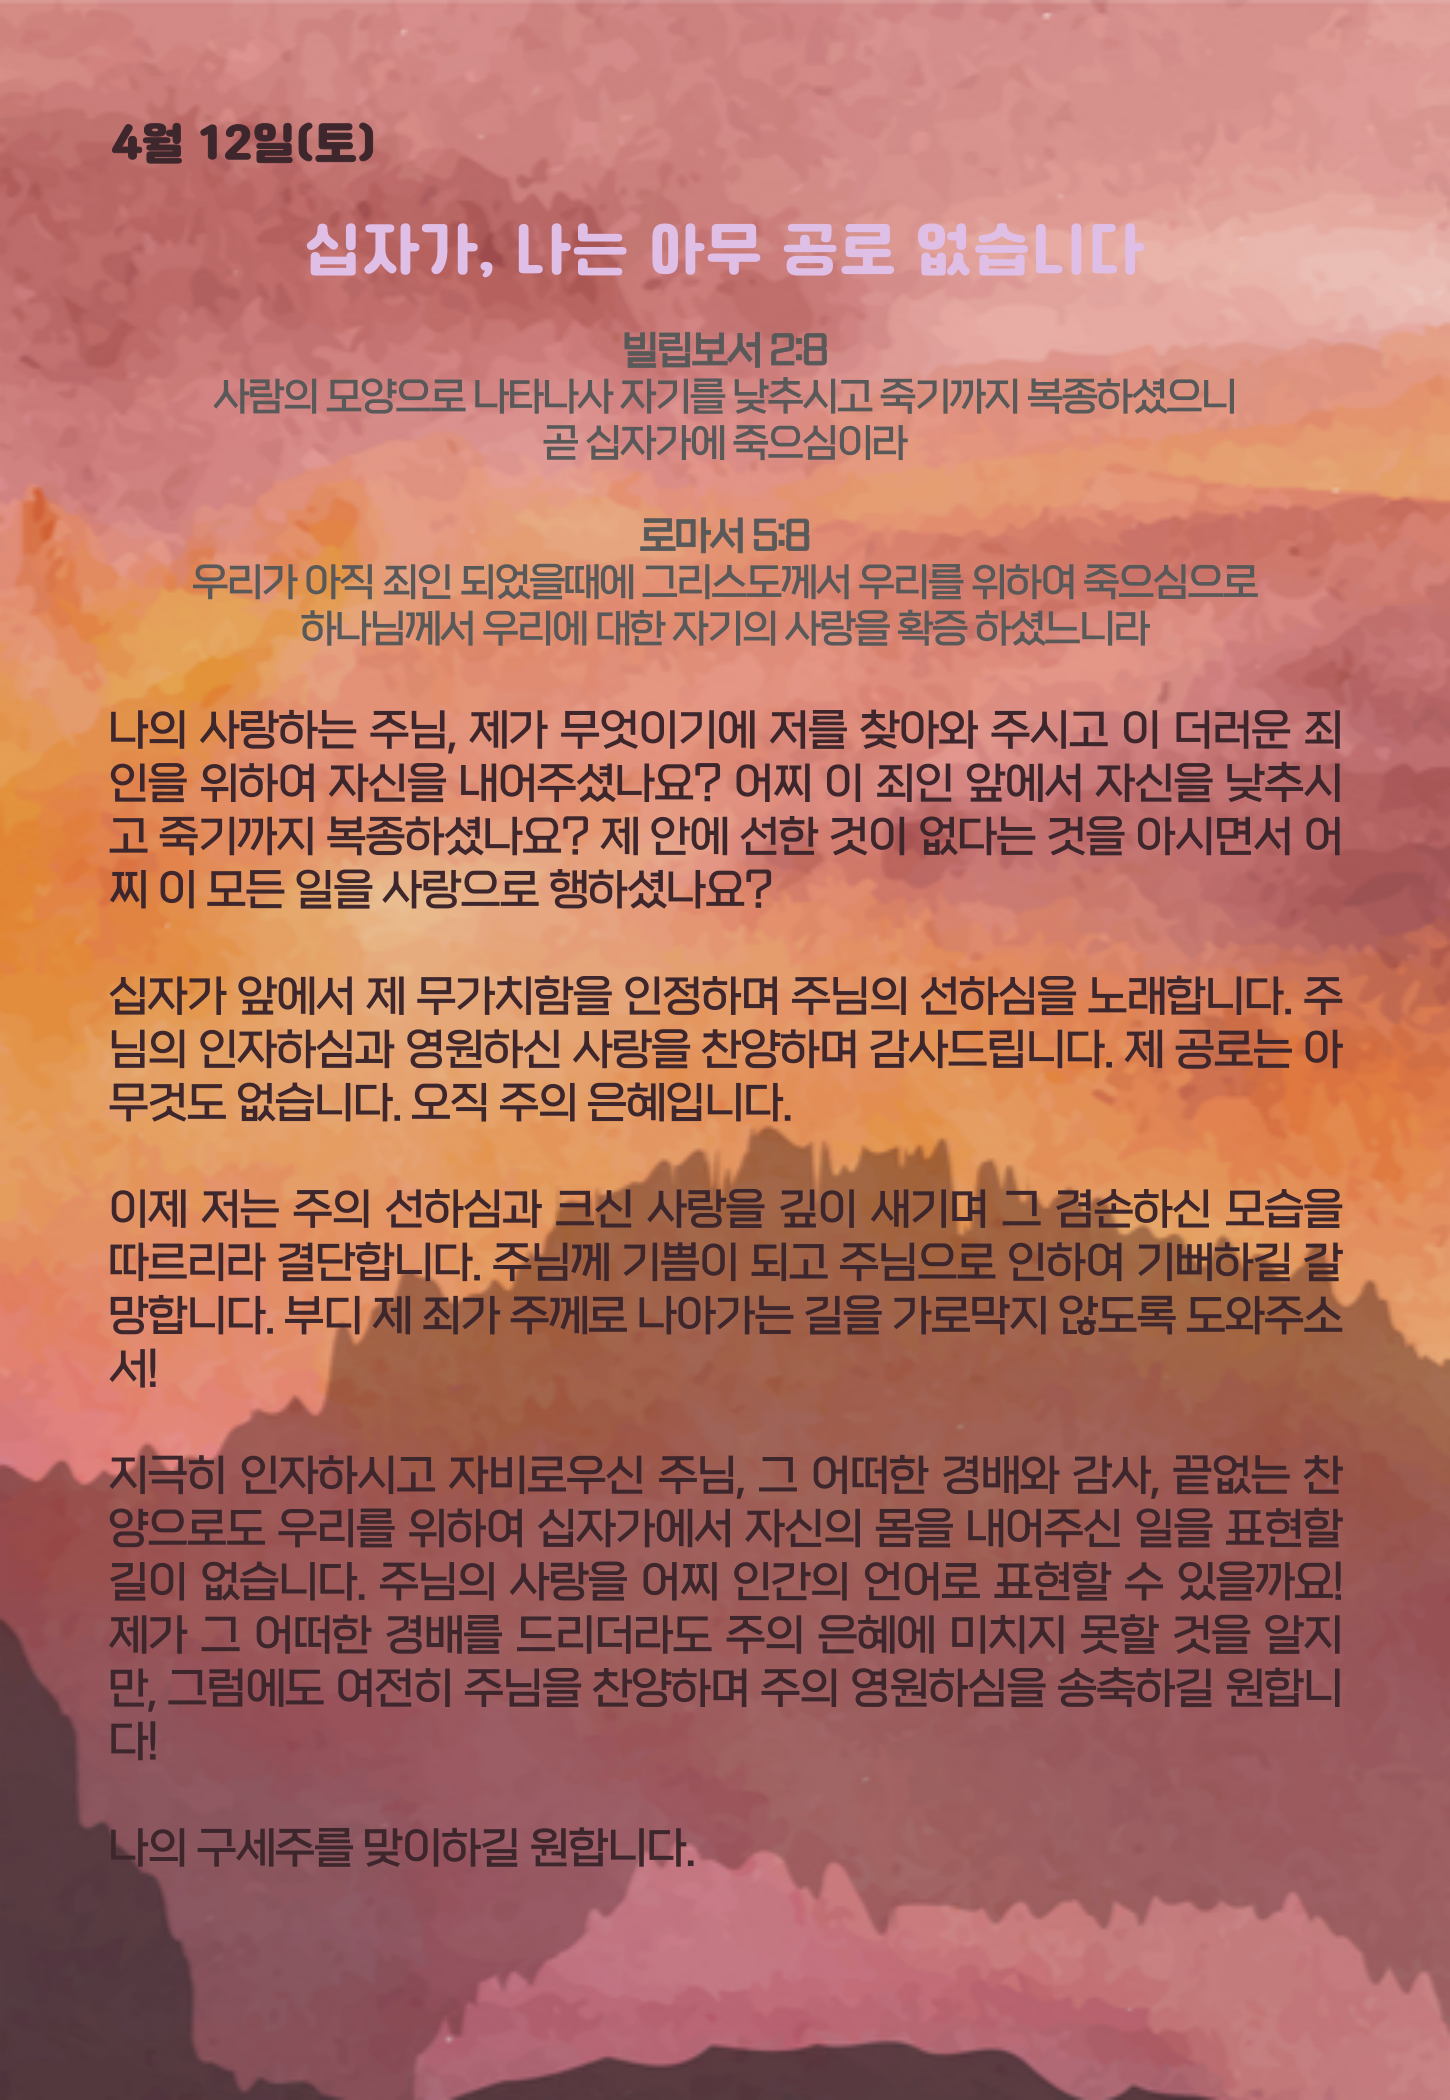 4월 12일(토)
십자가, 나는 아무 공로 없습니다
빌립보서 2:8
사람의 모양으로 나타나사 자기를 낮추시고 죽기까지 복종하셨으니
곧 십자가에 죽으심이라
로마서 5:8
우리가 아직 죄인 되었을때에 그리스도께서 우리를 위하여 죽으심으로
하나님께서 우리에 대한 자기의 사랑을 확증 하셨느니라
나의 사랑하는 주님, 제가 무엇이기에 저를 찾아와 주시고 이 더러운 죄
인을 위하여 자신을 내어주셨나요? 어찌 이 죄인 앞에서 자신을 낮추시
고 죽기까지 복종하셨나요? 제 안에 선한 것이 없다는 것을 아시면서 어
찌 이 모든 일을 사랑으로 행하셨나요?
십자가 앞에서 제 무가치함을 인정하며 주님의 선하심을 노래합니다. 주
님의 인자하심과 영원하신 사랑을 찬양하며 감사드립니다. 제 공로는 아
무것도 없습니다. 오직 주의 은혜입니다.
이제 저는 주의 선하심과 크신 사랑을 깊이 새기며 그 겸손하신 모습을
따르리라 결단합니다. 주님께 기쁨이 되고 주님으로 인하여 기뻐하길 갈
망합니다. 부디 제 죄가 주께로 나아가는 길을 가로막지 않도록 도와주소
서!
지극히 인자하시고 자비로우신 주님, 그 어떠한 경배와 감사, 끝없는 찬
양으로도 우리를 위하여 십자가에서 자신의 몸을 내어주신 일을 표현할
길이 없습니다. 주님의 사랑을 어찌 인간의 언어로 표현할 수 있을까요!
제가 그 어떠한 경배를 드리더라도 주의 은혜에 미치지 못할 것을 알지
만, 그럼에도 여전히 주님을 찬양하며 주의 영원하심을 송축하길 원합니
다!
나의 구세주를 맞이하길 원합니다.